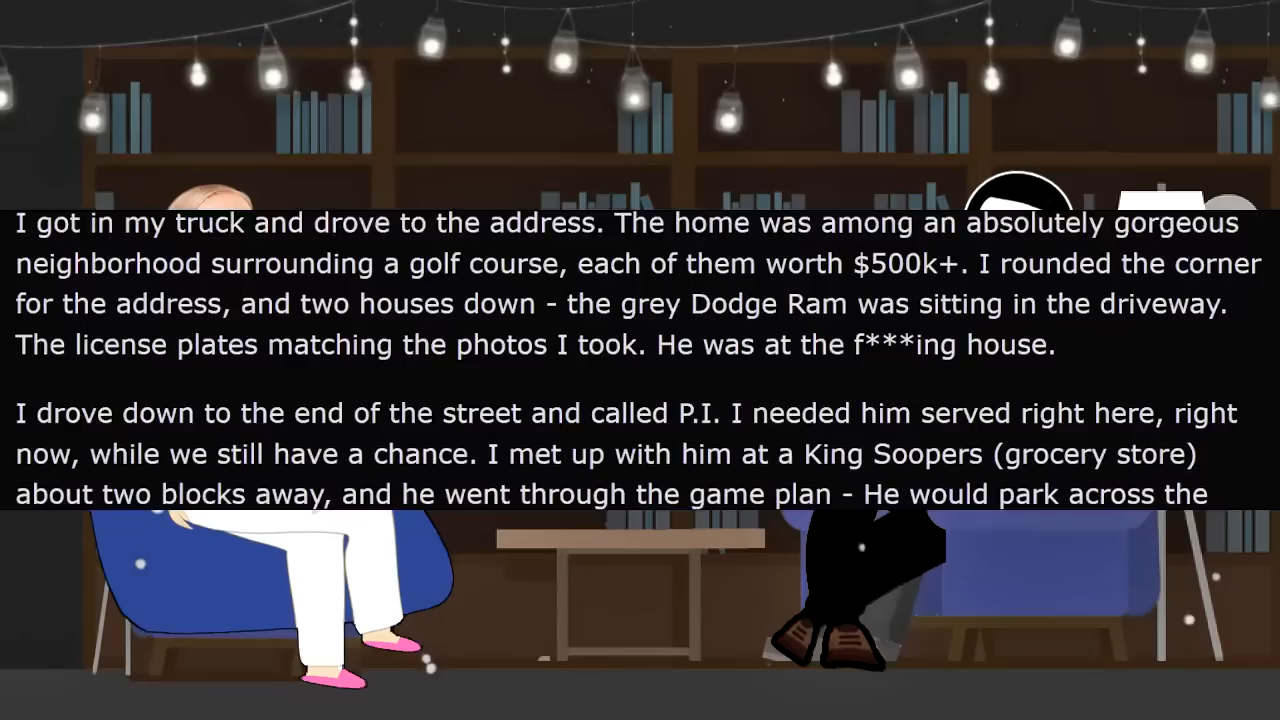 I got in my truck and drove to the address. The home was among an absolutely gorgeous
neighborhood surrounding a golf course, each of them worth $500k+. I rounded the corner
for the address, and two houses down - the grey Dodge Ram was sitting in the driveway.
The license plates matching the photos I took. He was at the f***ing house.
I drove down to the end of the street and called P.I. I needed him served right here, right
now, while we still have a chance. I met up with him at a King Soopers (grocery store)
about two blocks away, and he went through the game plan - He would park across the